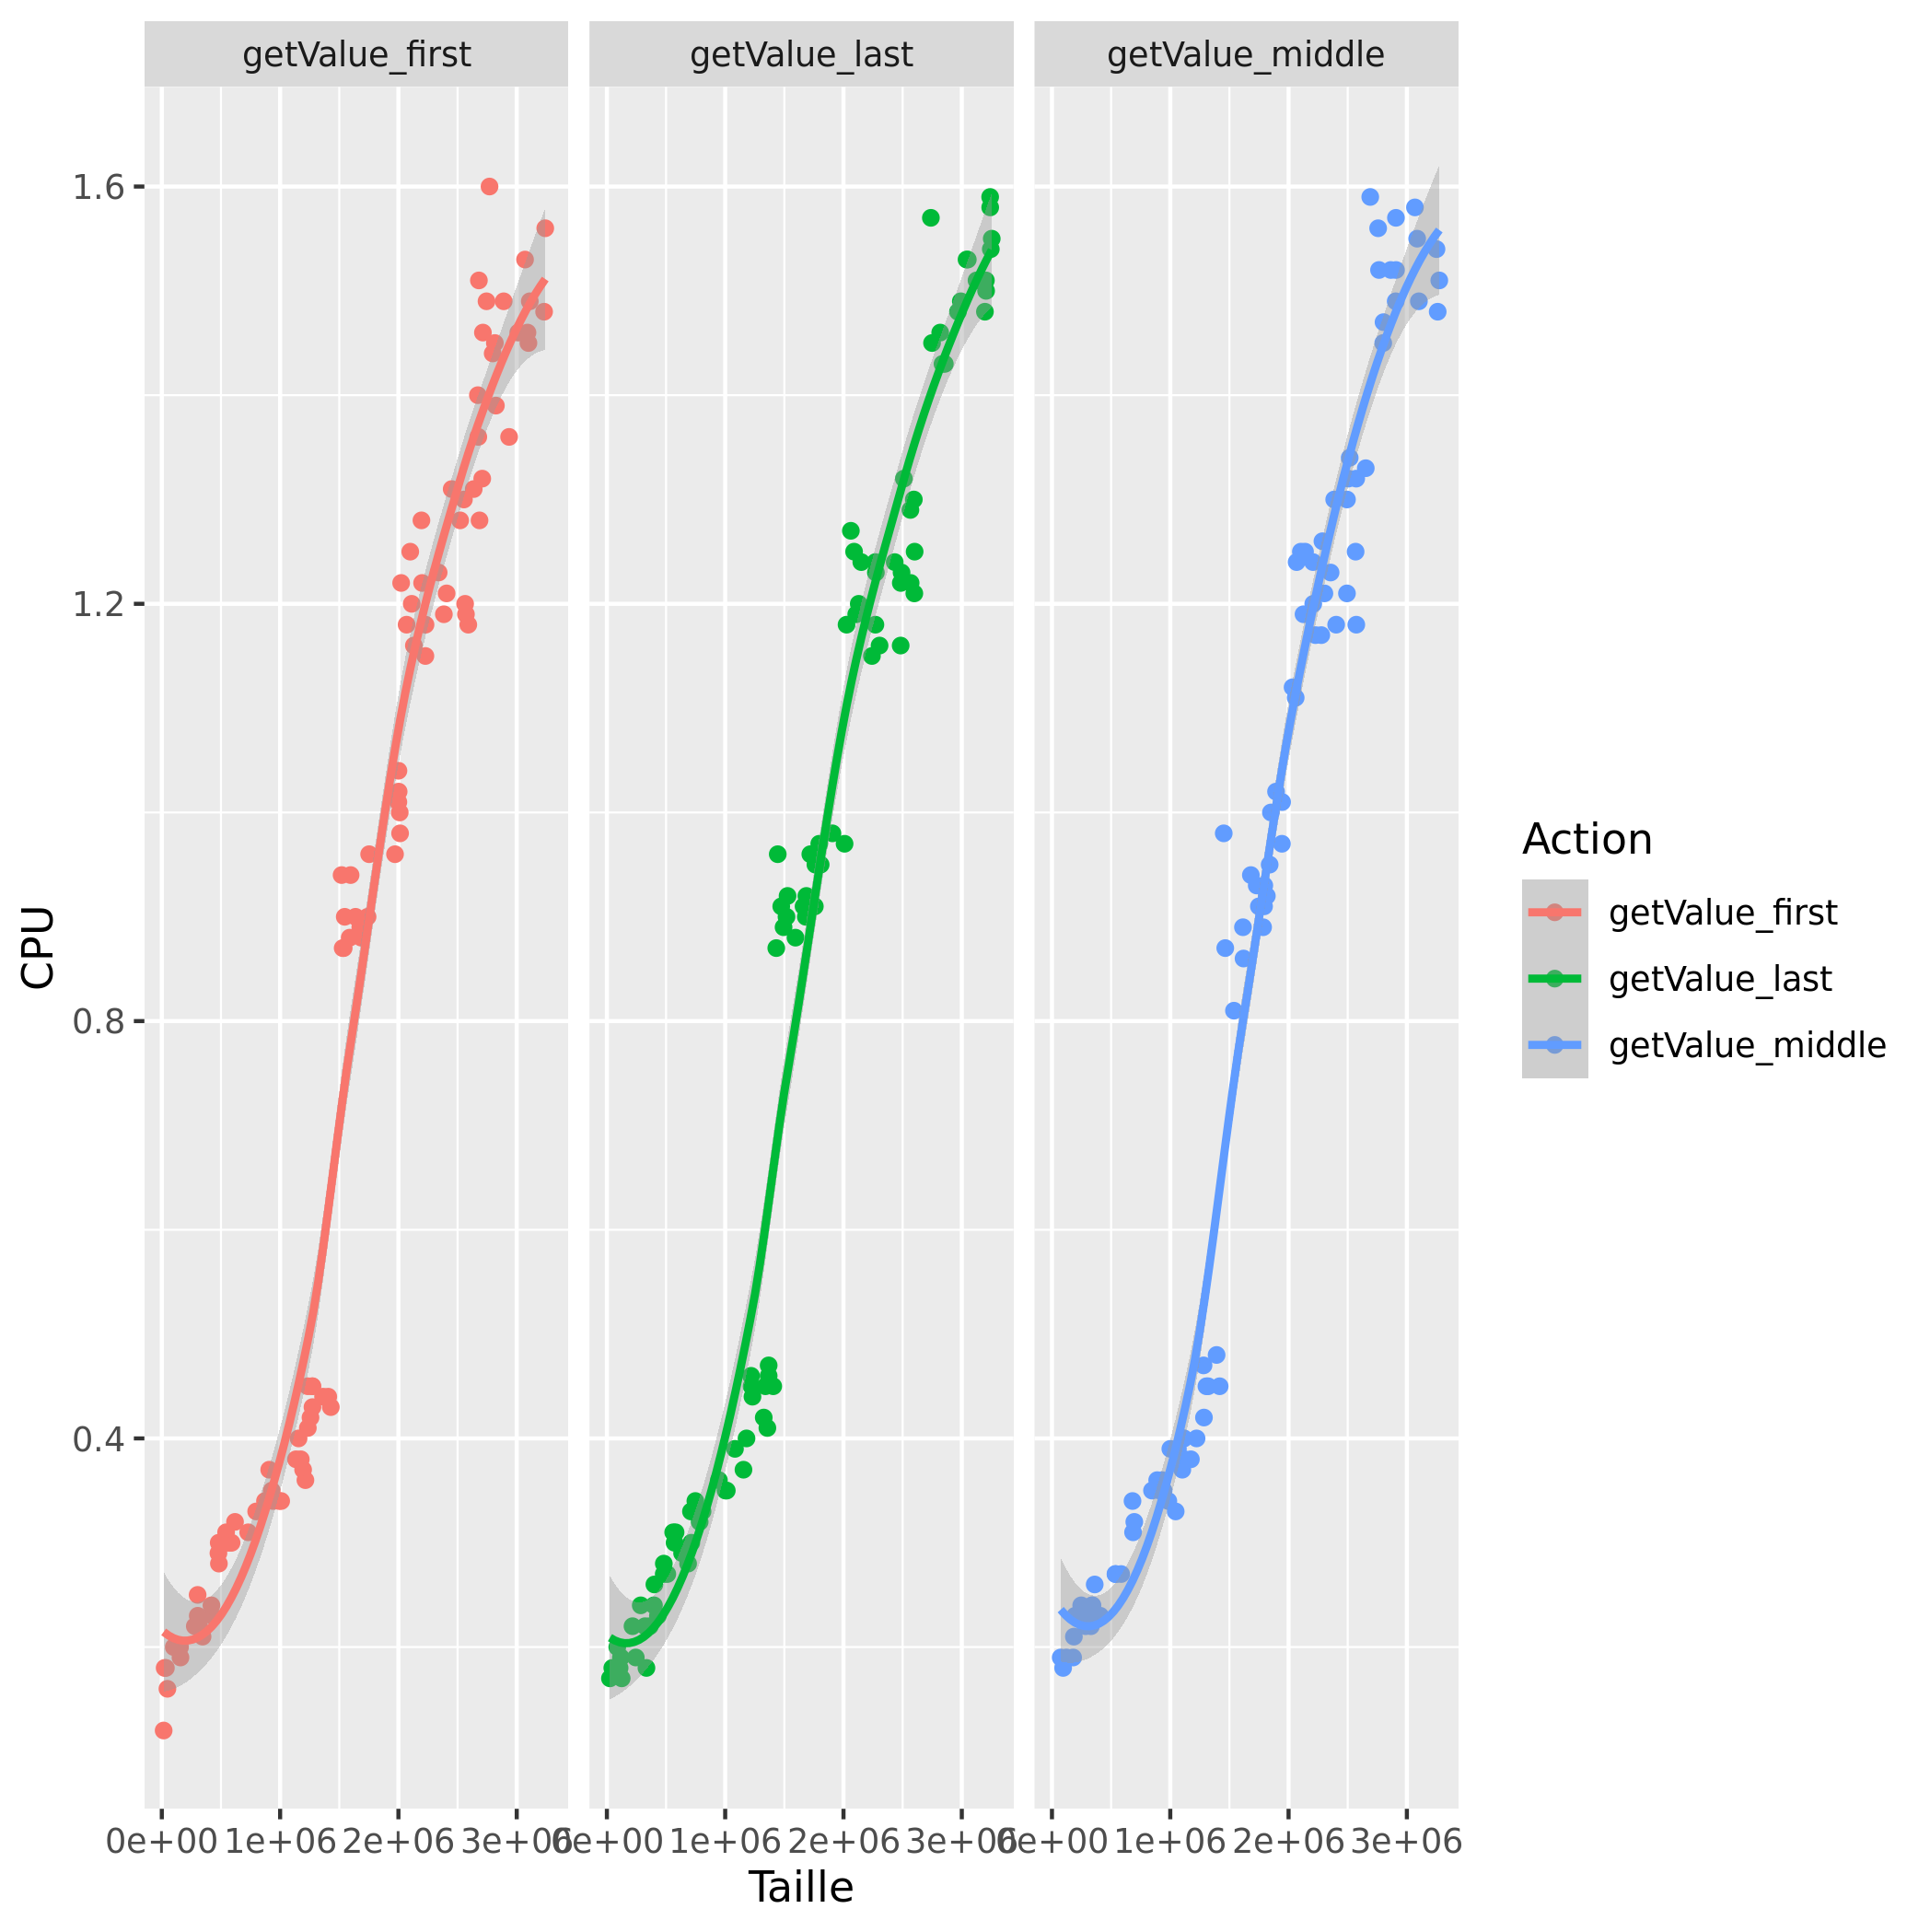 getValue_first
getValue_last
getValue_middle
1.6
1.2
0.8
0.4
CPU
0e+00 1e+06 2e+06 3e+06
0e+00 1e+06 2e+06 3e+06
0e+00 1e+06 2e+06 3e+06
Taille
Action
getValue_first
getValue_last
getValue_middle